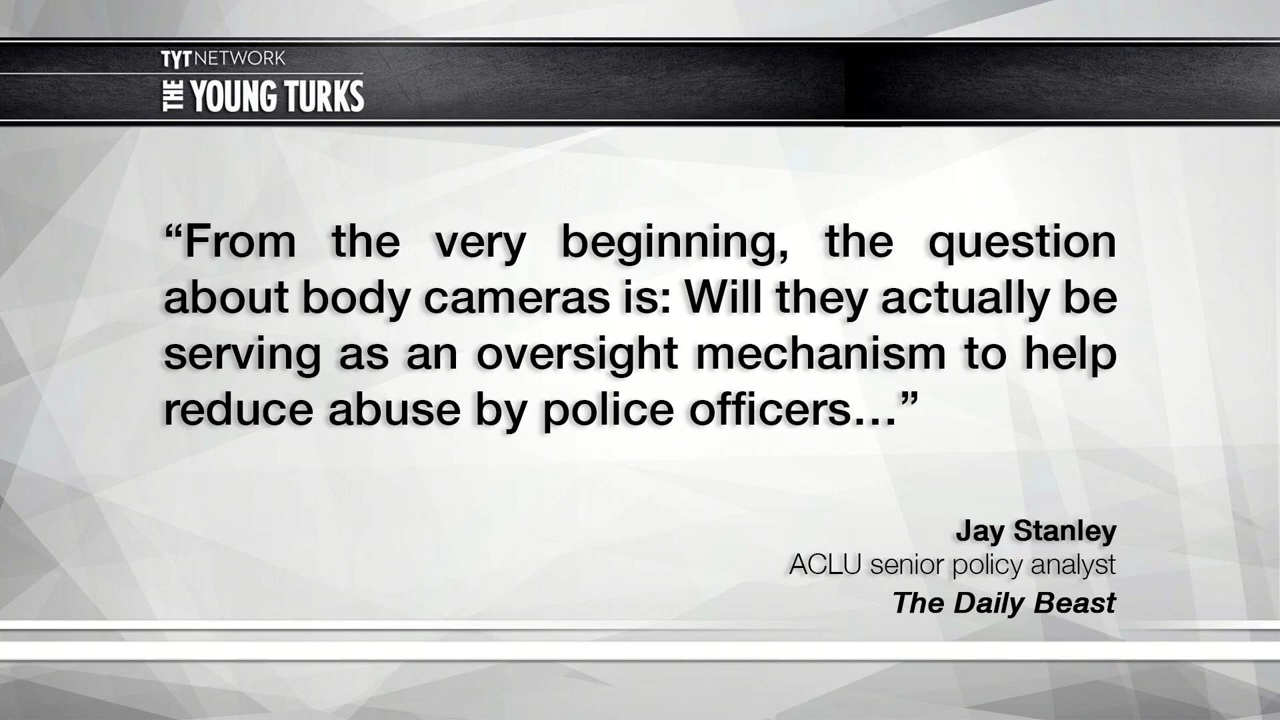 TYT NETWORK
THE YOUNG TURKS
“From the very beginning, the question
about body cameras is: Will they actually be
serving as an oversight mechanism to help
reduce abuse by police officers…”
Jay Stanley
ACLU senior policy analyst
The Daily Beast